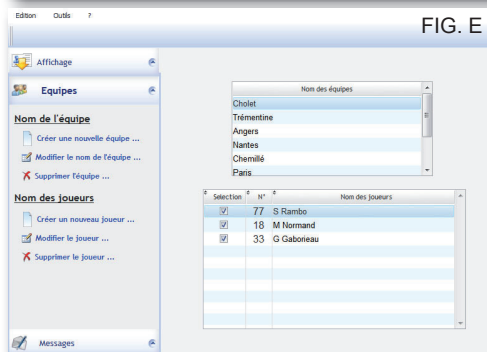 Edition Outils ?
FIG. E
Affichage
Equipes
Nom de l'équipe
Créer une nouvelle équipe ...
Modifier le nom de l'équipe ...
Supprimer l'équipe ...
Nom des joueurs
Créer un nouveau joueur ...
Modifier le joueur ...
Supprimer le joueur ...
Messages
Nom des équipes
Cholet
Trémentine
Angers
Nantes
Chemillé
Paris
Selection N° Nom des joueurs
77 S Rambo
18 M Normand
33 G Gaborieau